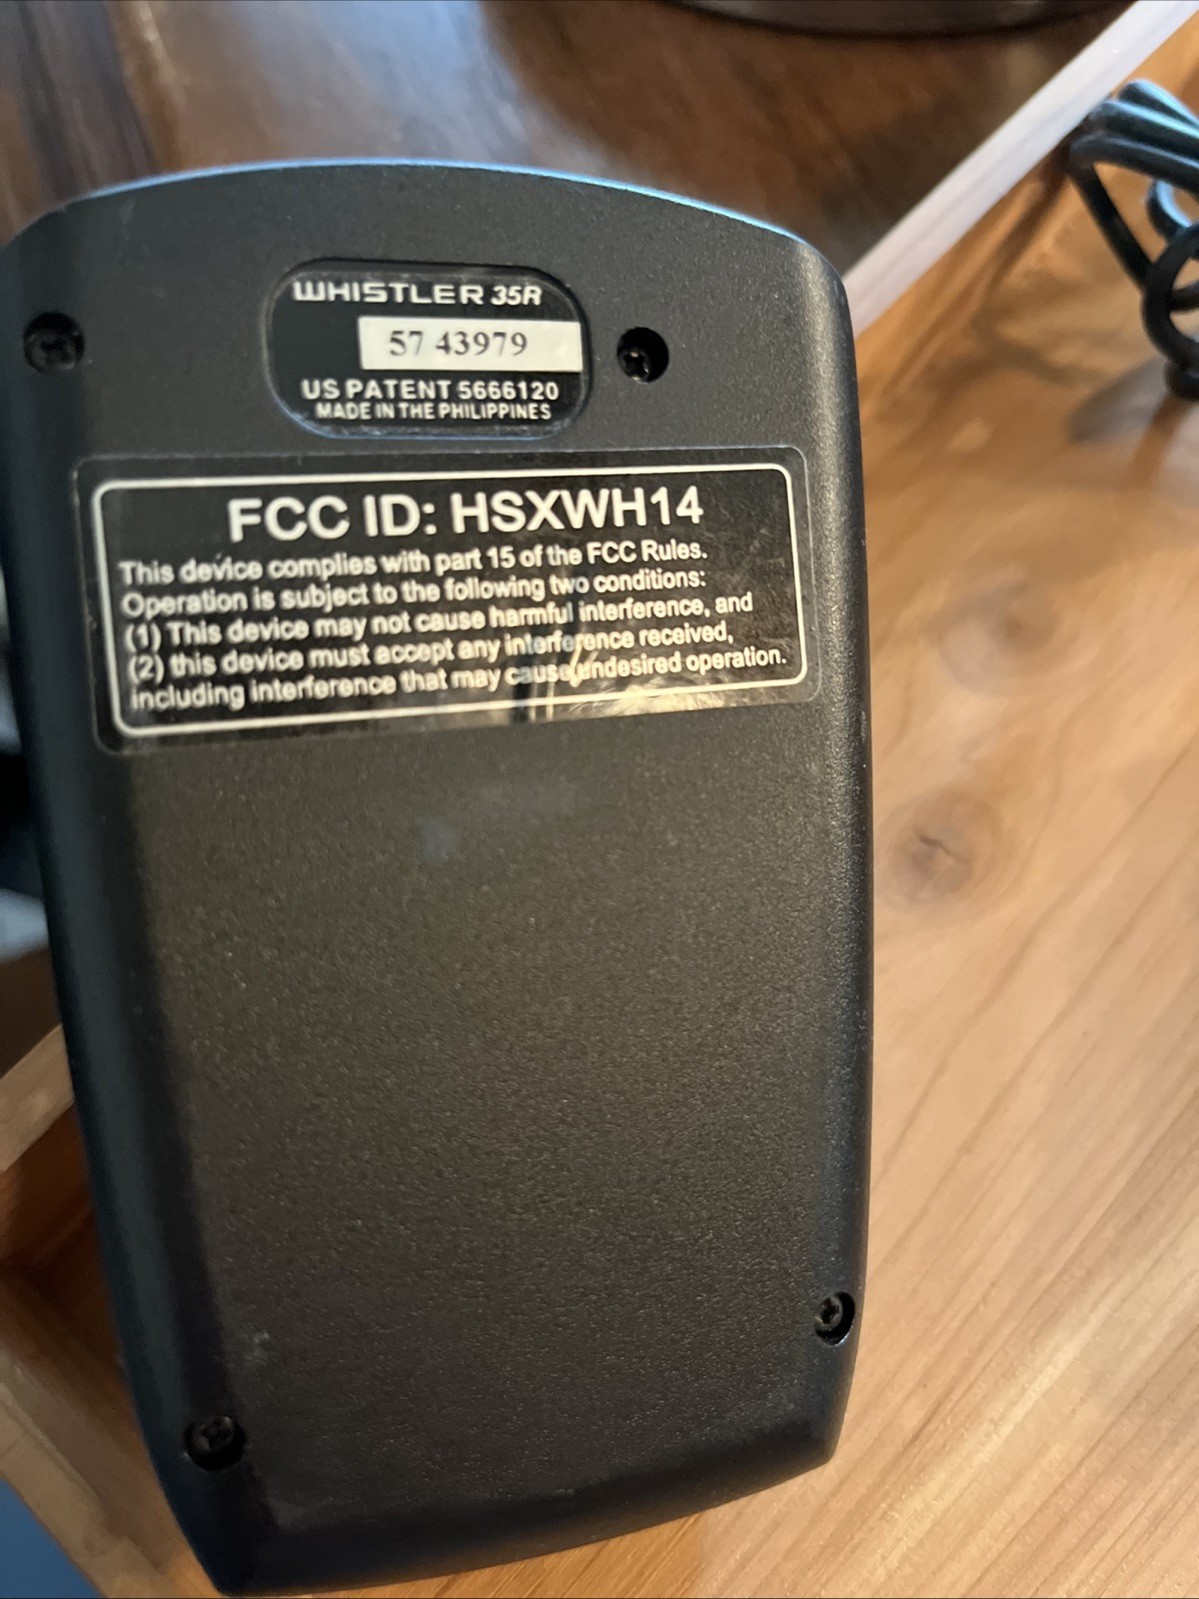 WHISTLER 35R
57 43979
US PATENT 5666120
MADE IN THE PHILIPPINES
FCC ID: HSXWH14
This device complies with part 15 of the FCC Rules.
Operation is subject to the following two conditions:
(1) This device may not cause harmful interference, and
(2) this device must accept any interference received,
including interference that may cause undesired operation.